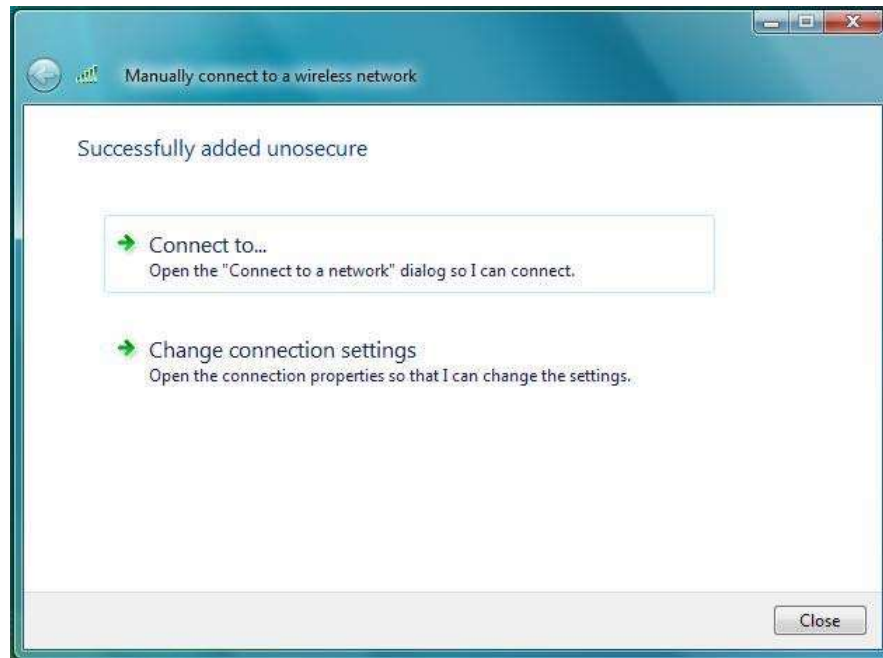 Manually connect to a wireless network
Successfully added unosecure
Connect to...
Open the "Connect to a network" dialog so I can connect.
Change connection settings
Open the connection properties so that I can change the settings.
Close